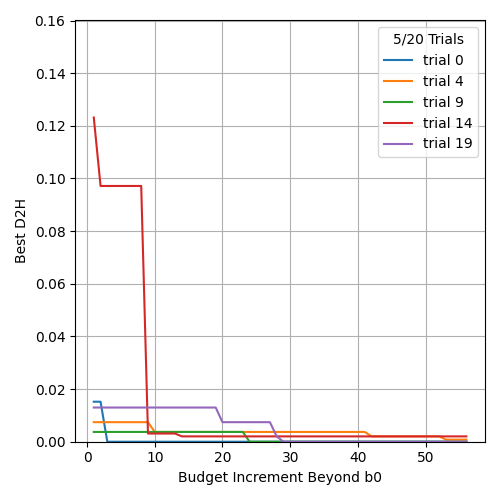 0.16
0.14
0.12
0.10
0.08
0.06
0.04
0.02
0.00
Best D2H
0 10 20 30 40 50
Budget Increment Beyond b0
5/20 Trials
trial 0
trial 4
trial 9
trial 14
trial 19